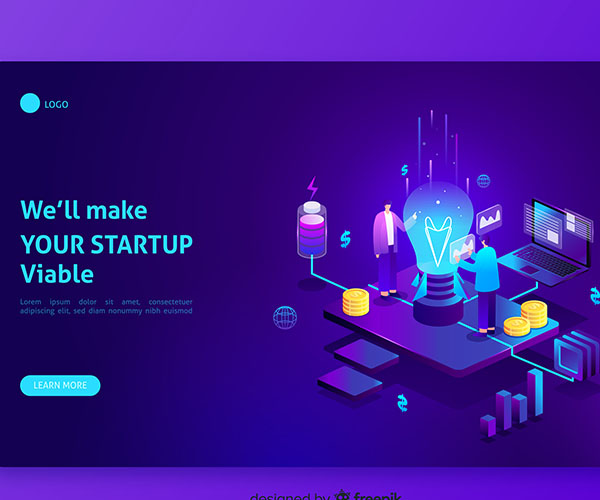 LOGO
We'll make
YOUR STARTUP
Viable
Lorem ipsum dolor sit amet, consectetuer
adipiscing elit, sed diam nonummy nibh euismod
LEARN MORE
designed by freepik